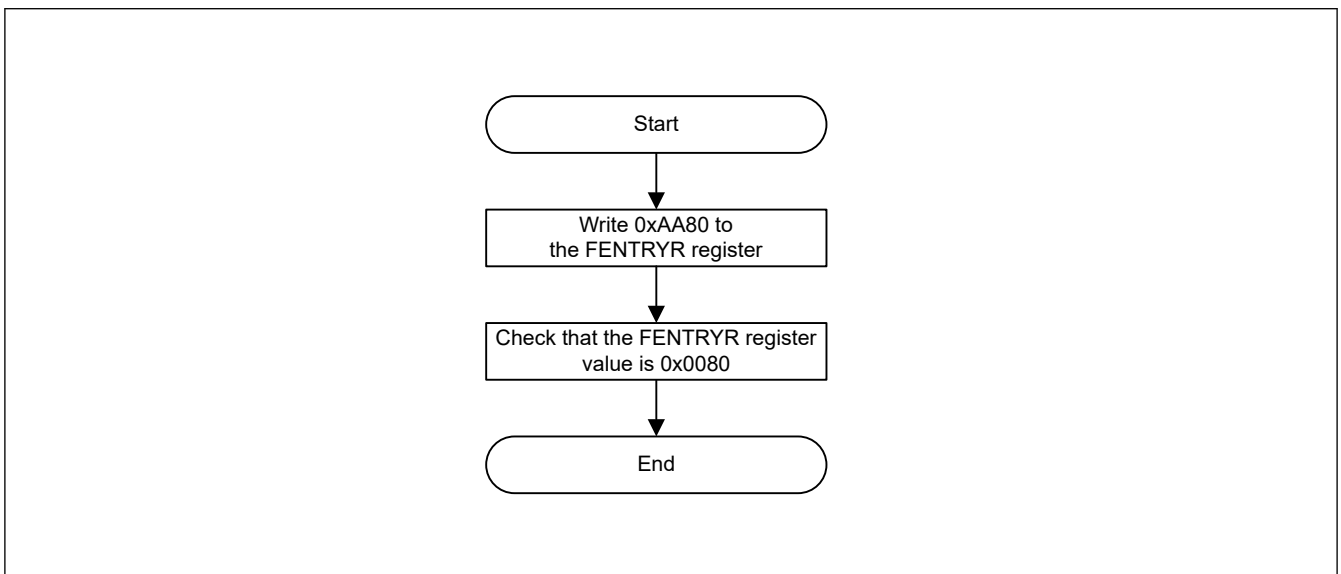 Start
Write 0xAA80 to
the FENTRYR register
Check that the FENTRYR register
value is 0x0080
End